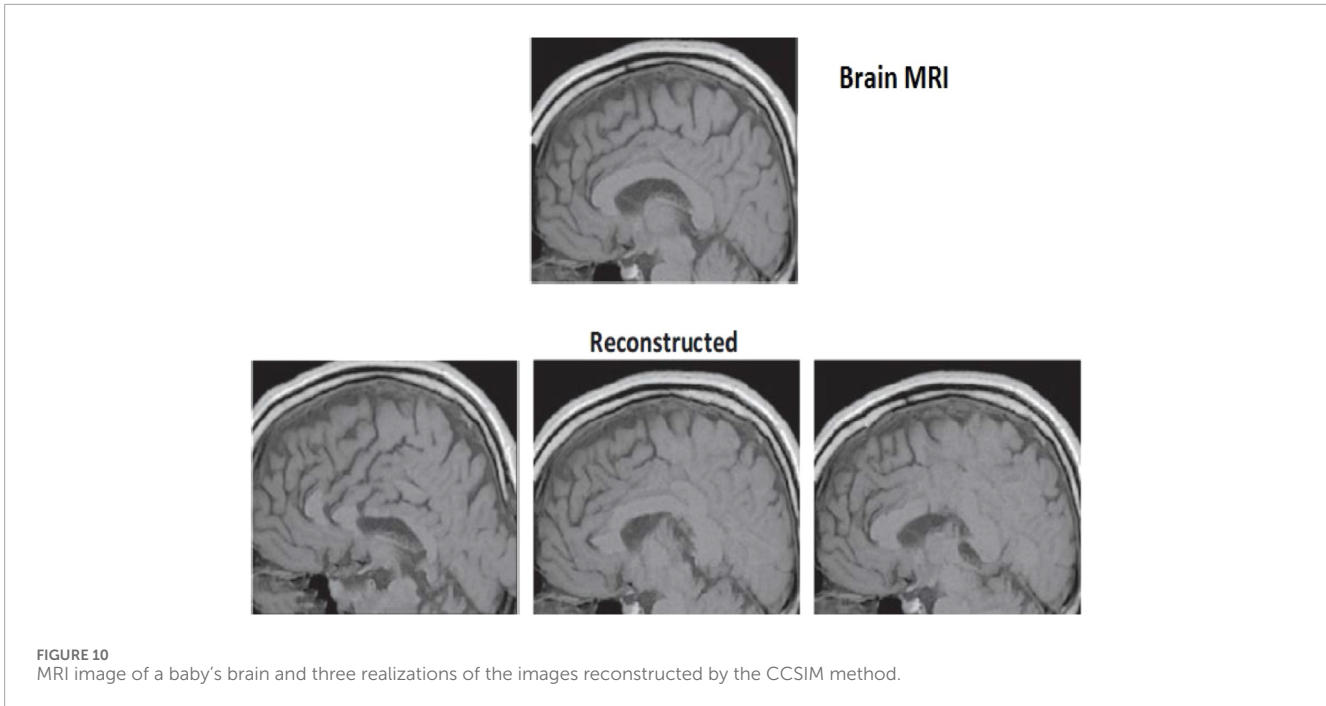 Brain MRI
Reconstructed
FIGURE 10
MRI image of a baby's brain and three realizations of the images reconstructed by the CCSIM method.